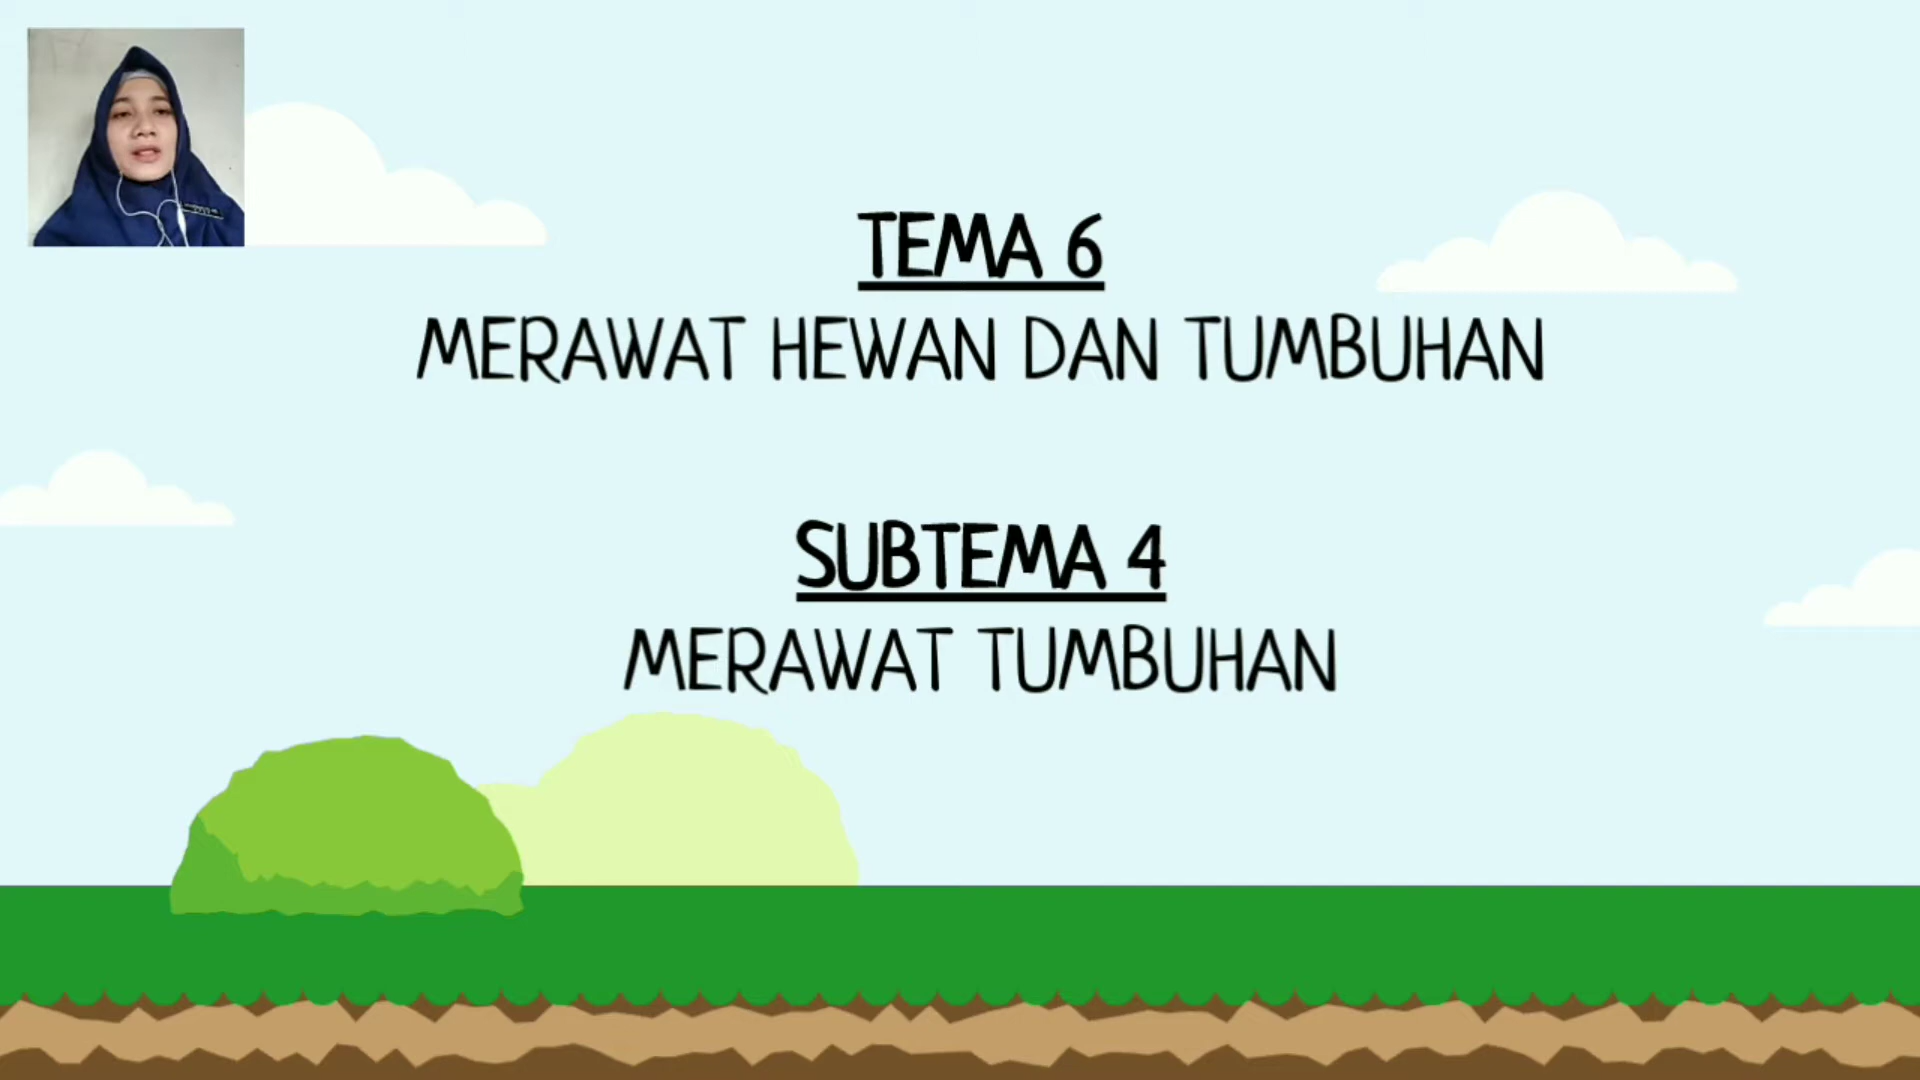 TEMA 6
MERAWAT HEWAN DAN TUMBUHAN
SUBTEMA 4
MERAWAT TUMBUHAN